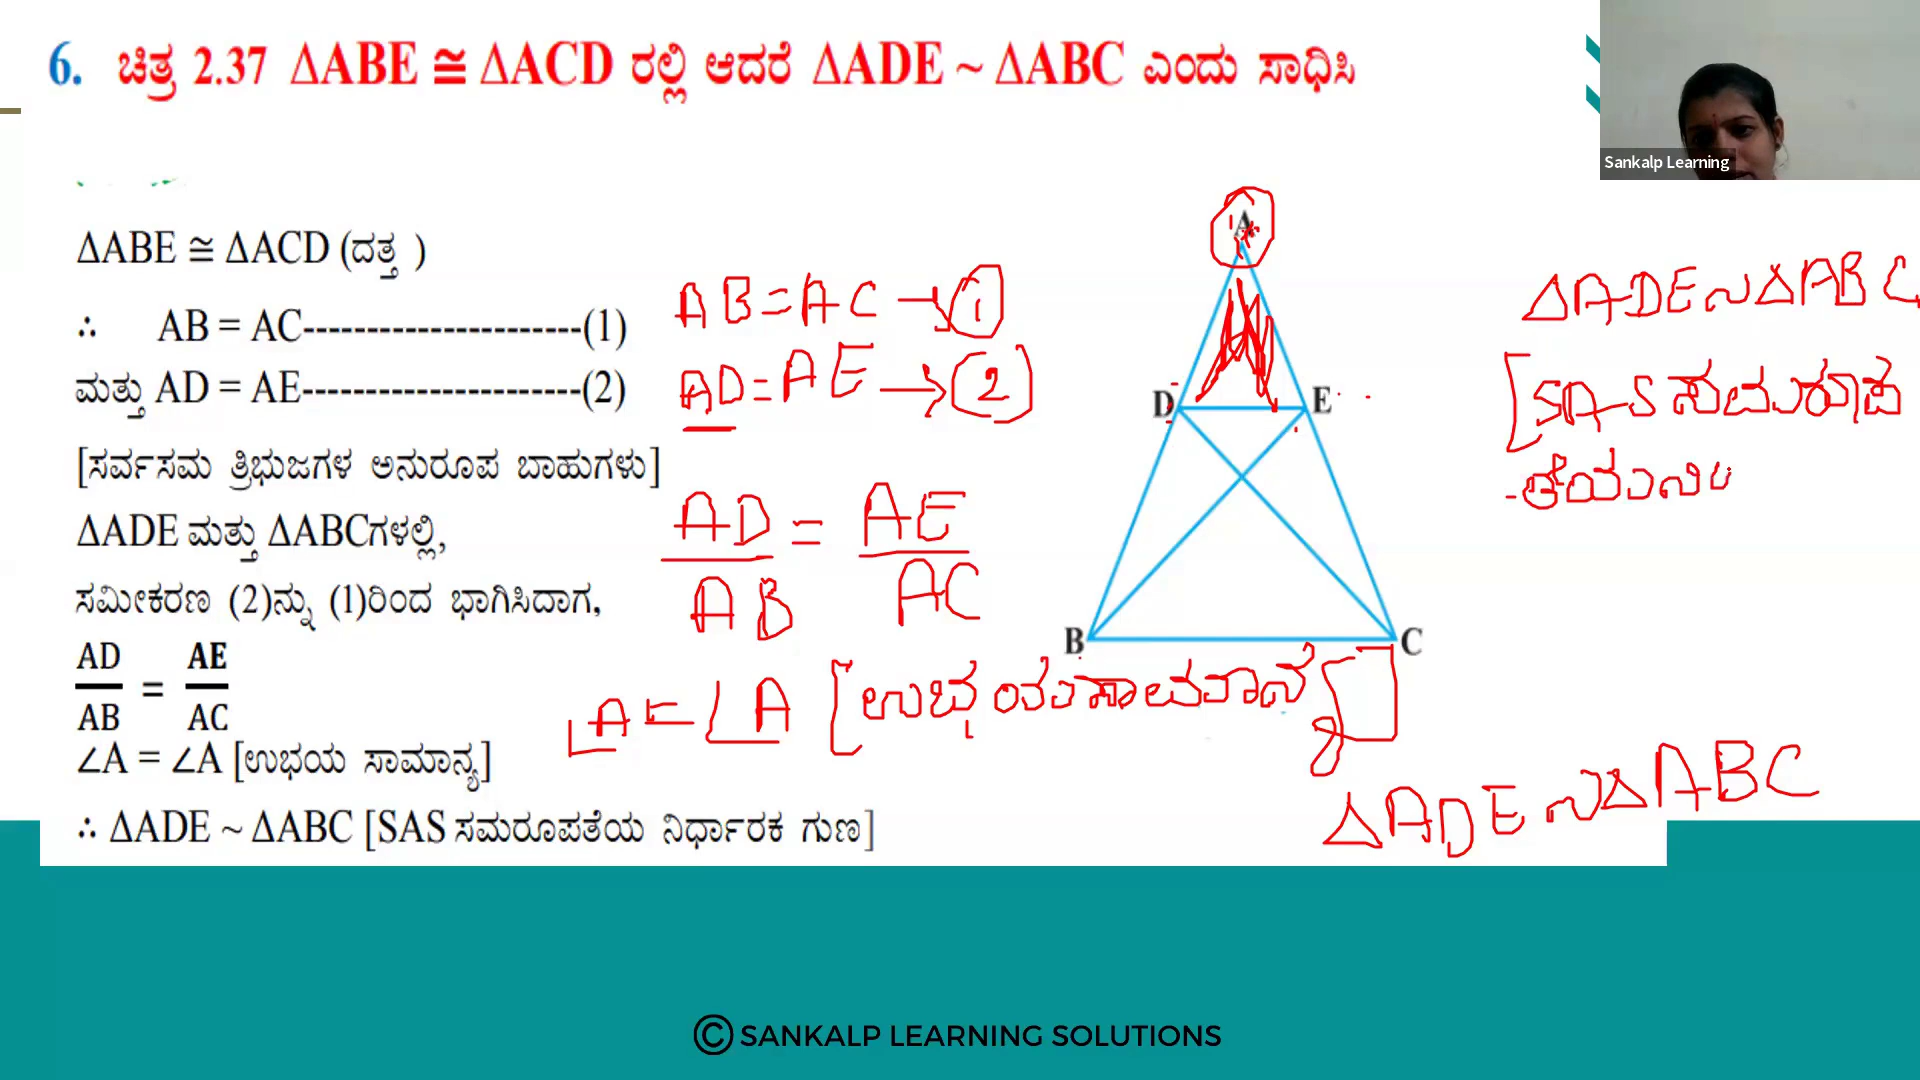 6. ಚಿತ್ರ 2.37 ΔABE ≅ ΔACD ರಲ್ಲಿ ಆದರೆ ΔADE ~ ΔABC ಎಂದು ಸಾಧಿಸಿ
Sankalp Learning
ΔABE ≅ ΔACD (ದತ್ತ )
∴ AB = AC----------------------(1)
ಮತ್ತು AD = AE----------------------(2)
[ಸರ್ವಸಮ ತ್ರಿಭುಜಗಳ ಅನುರೂಪ ಬಾಹುಗಳು]
ΔADE ಮತ್ತು ΔABCಗಳಲ್ಲಿ,
ಸಮೀಕರಣ (2)ನ್ನು (1)ರಿಂದ ಭಾಗಿಸಿದಾಗ,
AD/AB = AE/AC
∠A = ∠A [ಉಭಯ ಸಾಮಾನ್ಯ]
∴ ΔADE ~ ΔABC [SAS ಸಮರೂಪತೆಯ ನಿರ್ಧಾರಕ ಗುಣ]
AB = AC → 1
AD = AE → 2
AD/AB = AE/AC
∠A = ∠A [ಉಭಯ ಸಾಮಾನ್ಯ]
A
D E
B C
ΔADE ~ ΔABC
[SAS ಸಮರೂಪ
-ತೆಯ ನಿ
ΔADE ~ ΔABC
© SANKALP LEARNING SOLUTIONS